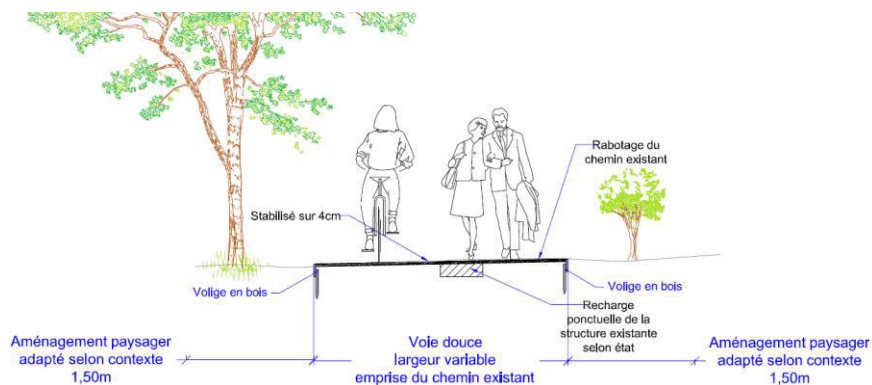 Rabotage du
chemin existant
Stabilisé sur 4cm
Volige en bois
Volige en bois
Recharge
ponctuelle de la
structure existante
selon état
Aménagement paysager
adapté selon contexte
1,50m
Voie douce
largeur variable
emprise du chemin existant
Aménagement paysager
adapté selon contexte
1,50m